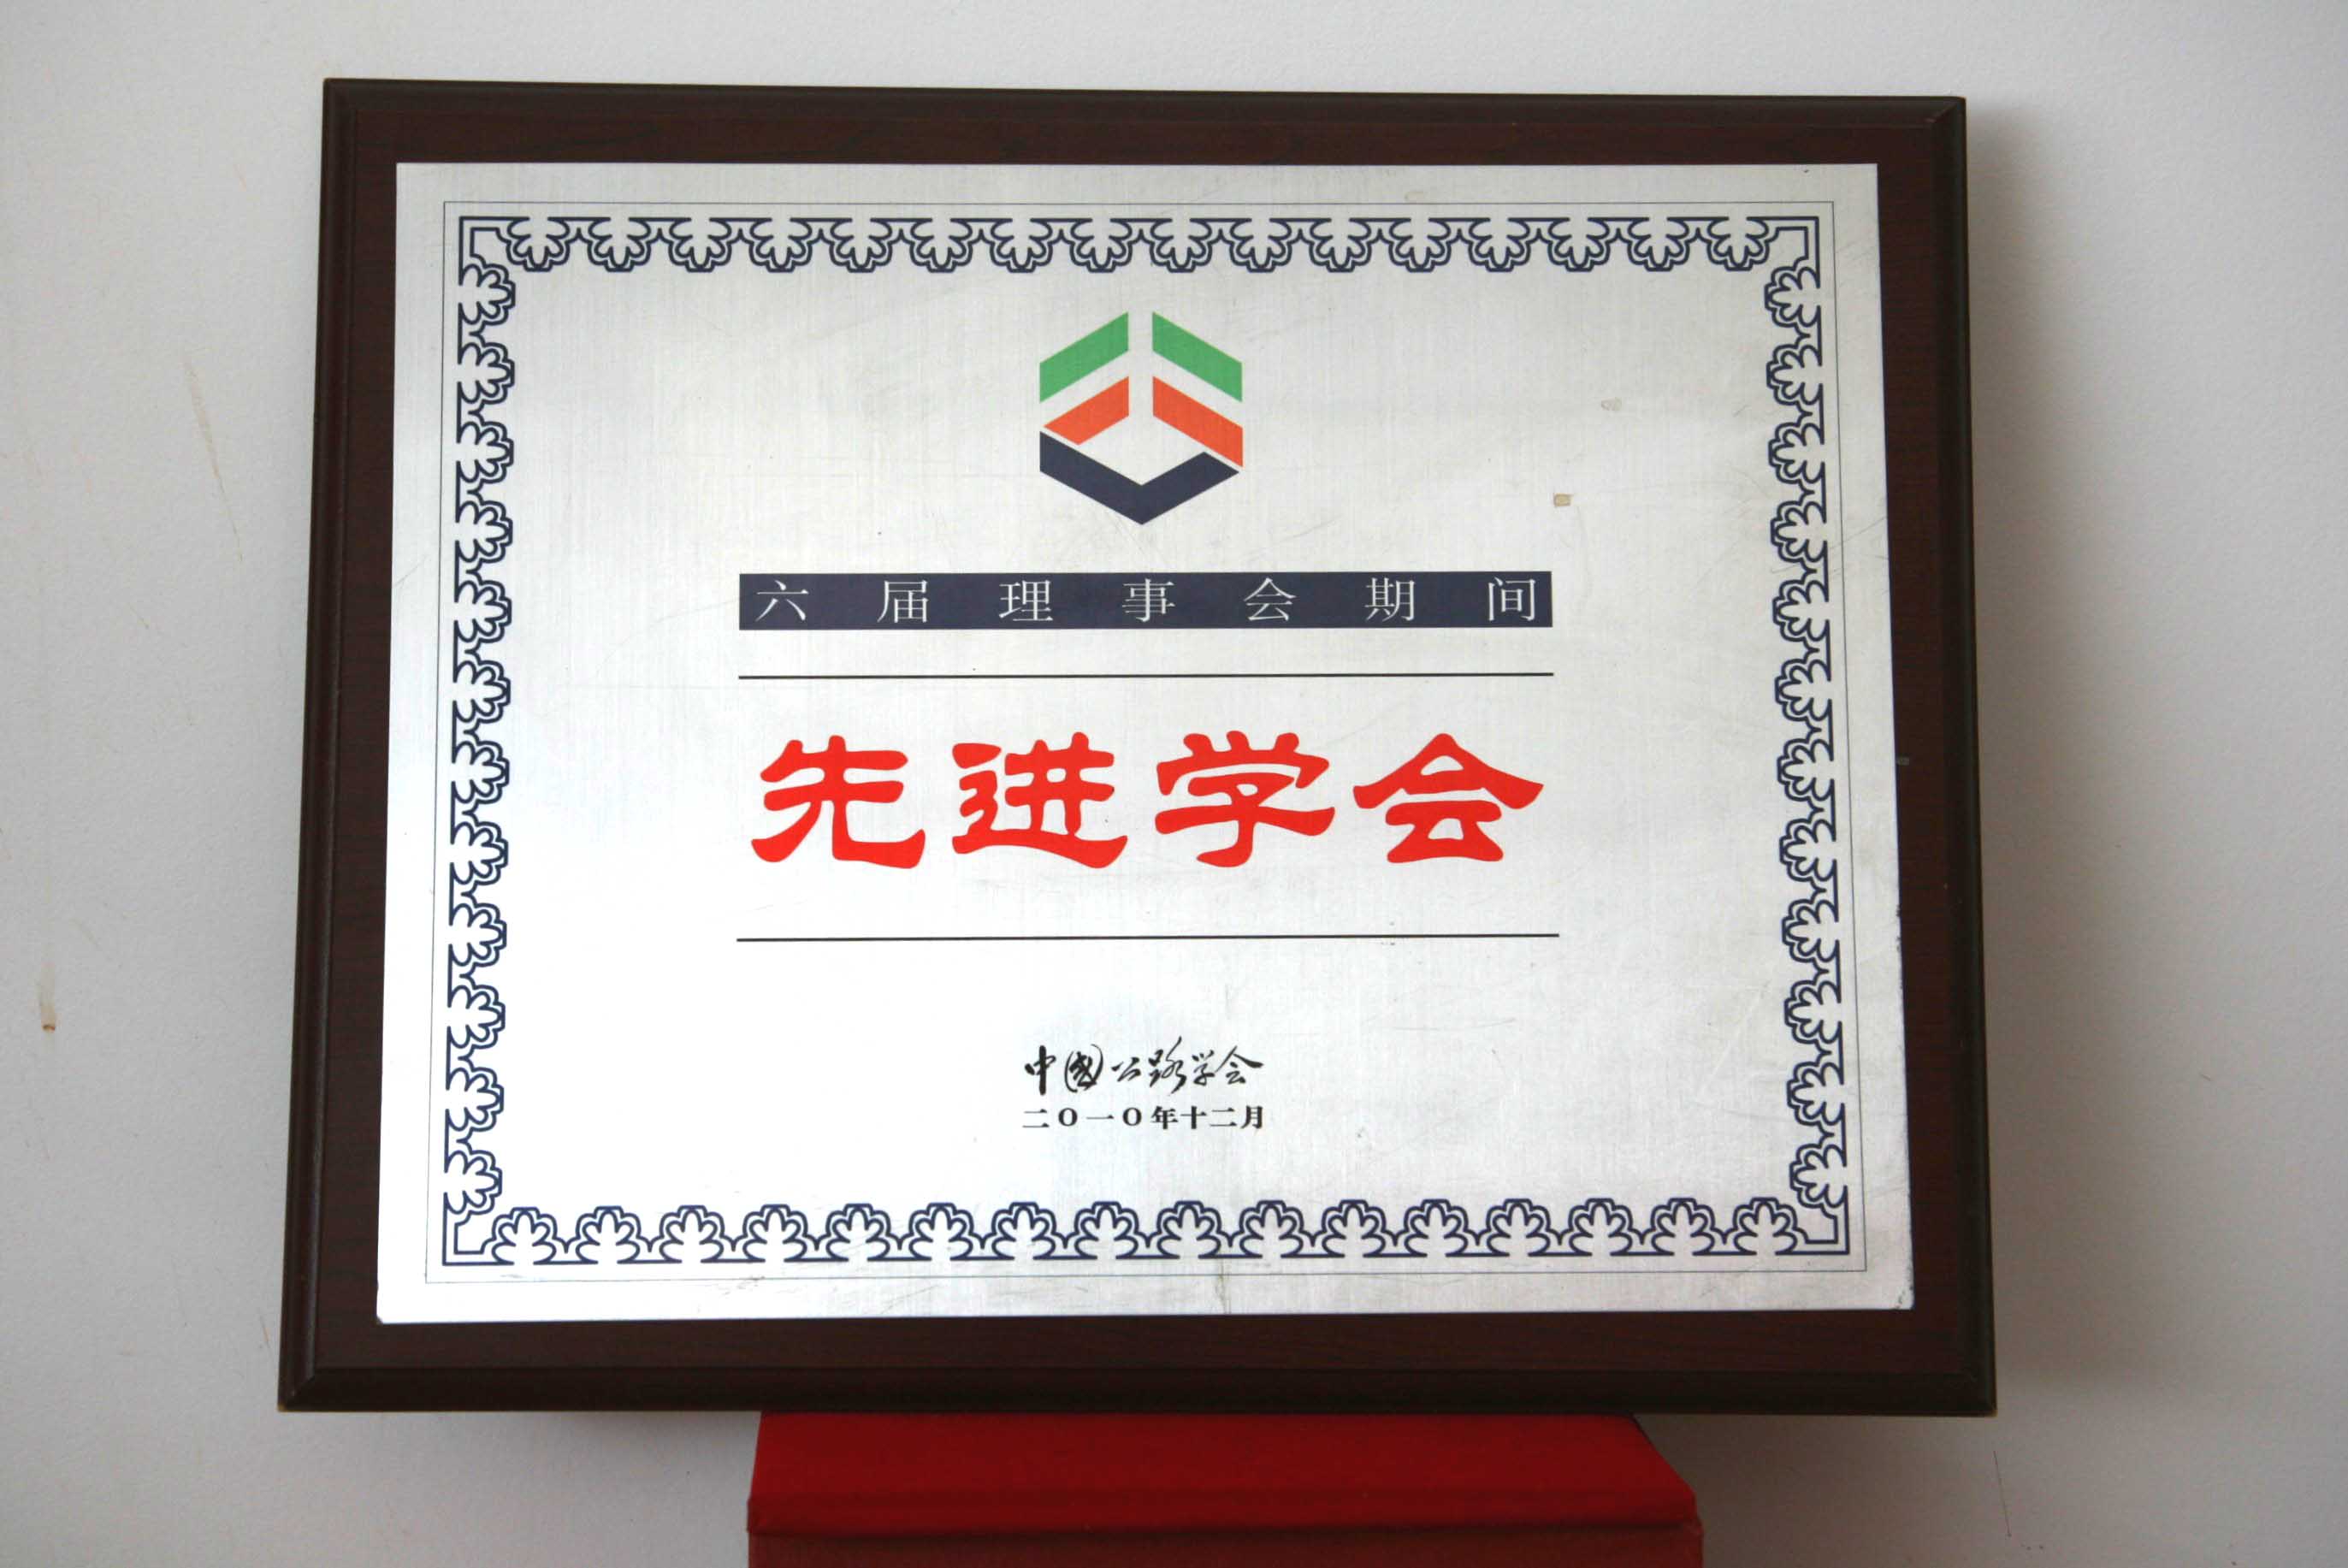 六届理事会期间
先进学会
中国公路学会
二〇一〇年十二月